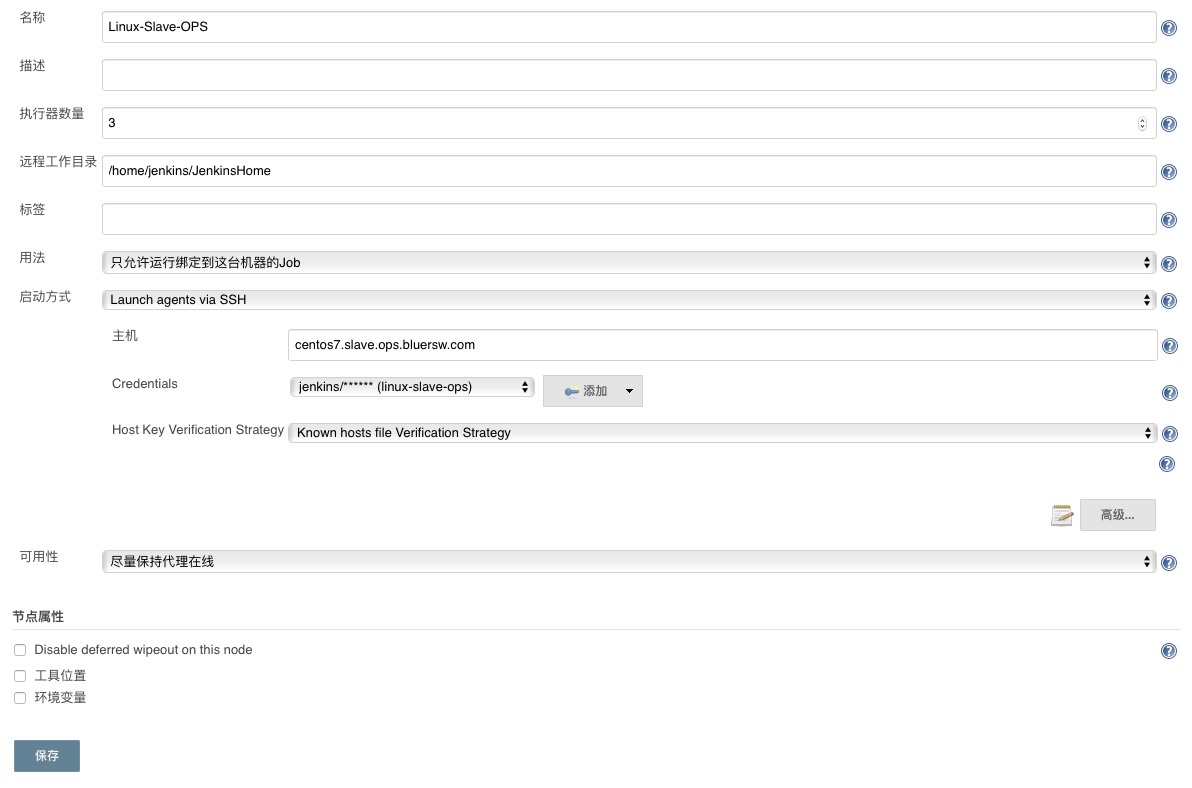 名称
Linux-Slave-OPS
描述
执行器数量
3
远程工作目录
/home/jenkins/JenkinsHome
标签
用法
只允许运行绑定到这台机器的Job
启动方式
Launch agents via SSH
主机
centos7.slave.ops.bluersw.com
Credentials
jenkins/****** (linux-slave-ops)
添加
Host Key Verification Strategy
Known hosts file Verification Strategy
高级...
可用性
尽量保持代理在线
节点属性
Disable deferred wipeout on this node
工具位置
环境变量
保存